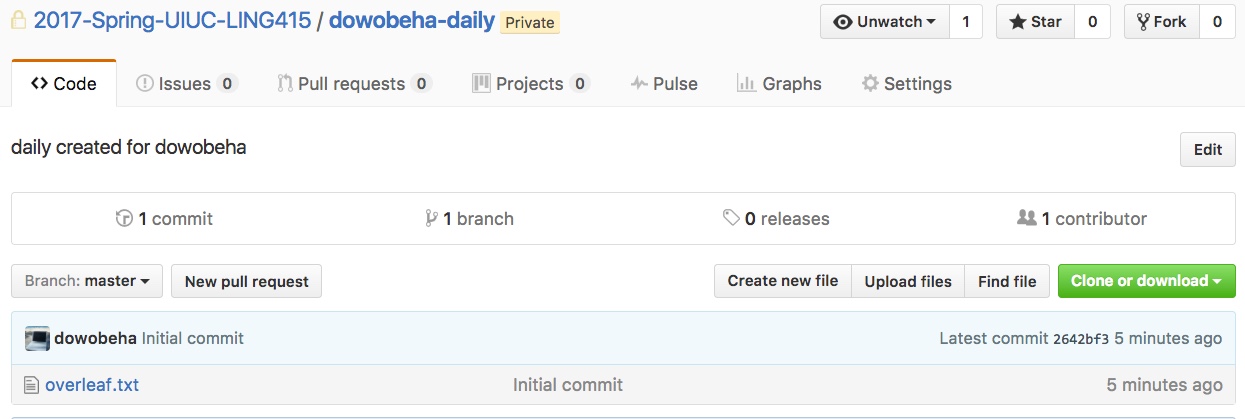 2017-Spring-UIUC-LING415 / dowobeha-daily Private Unwatch 1 Star 0 Fork 0
Code Issues 0 Pull requests 0 Projects 0 Pulse Graphs Settings
daily created for dowobeha Edit
1 commit 1 branch 0 releases 1 contributor
Branch: master New pull request Create new file Upload files Find file Clone or download
dowobeha Initial commit Latest commit 2642bf3 5 minutes ago
overleaf.txt Initial commit 5 minutes ago